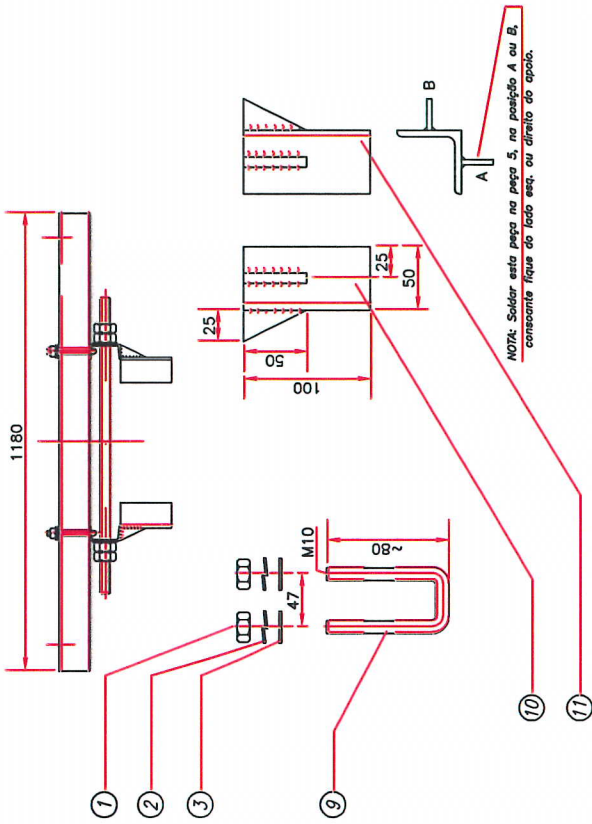 1180
25
50
100
25
50
B
A
NOTA: Soldar esta peça na peça 5, na posição A ou B,
consoante fique do lado esq. ou direito do apoio.
1
2
3
47
M10
~80
9
10
11